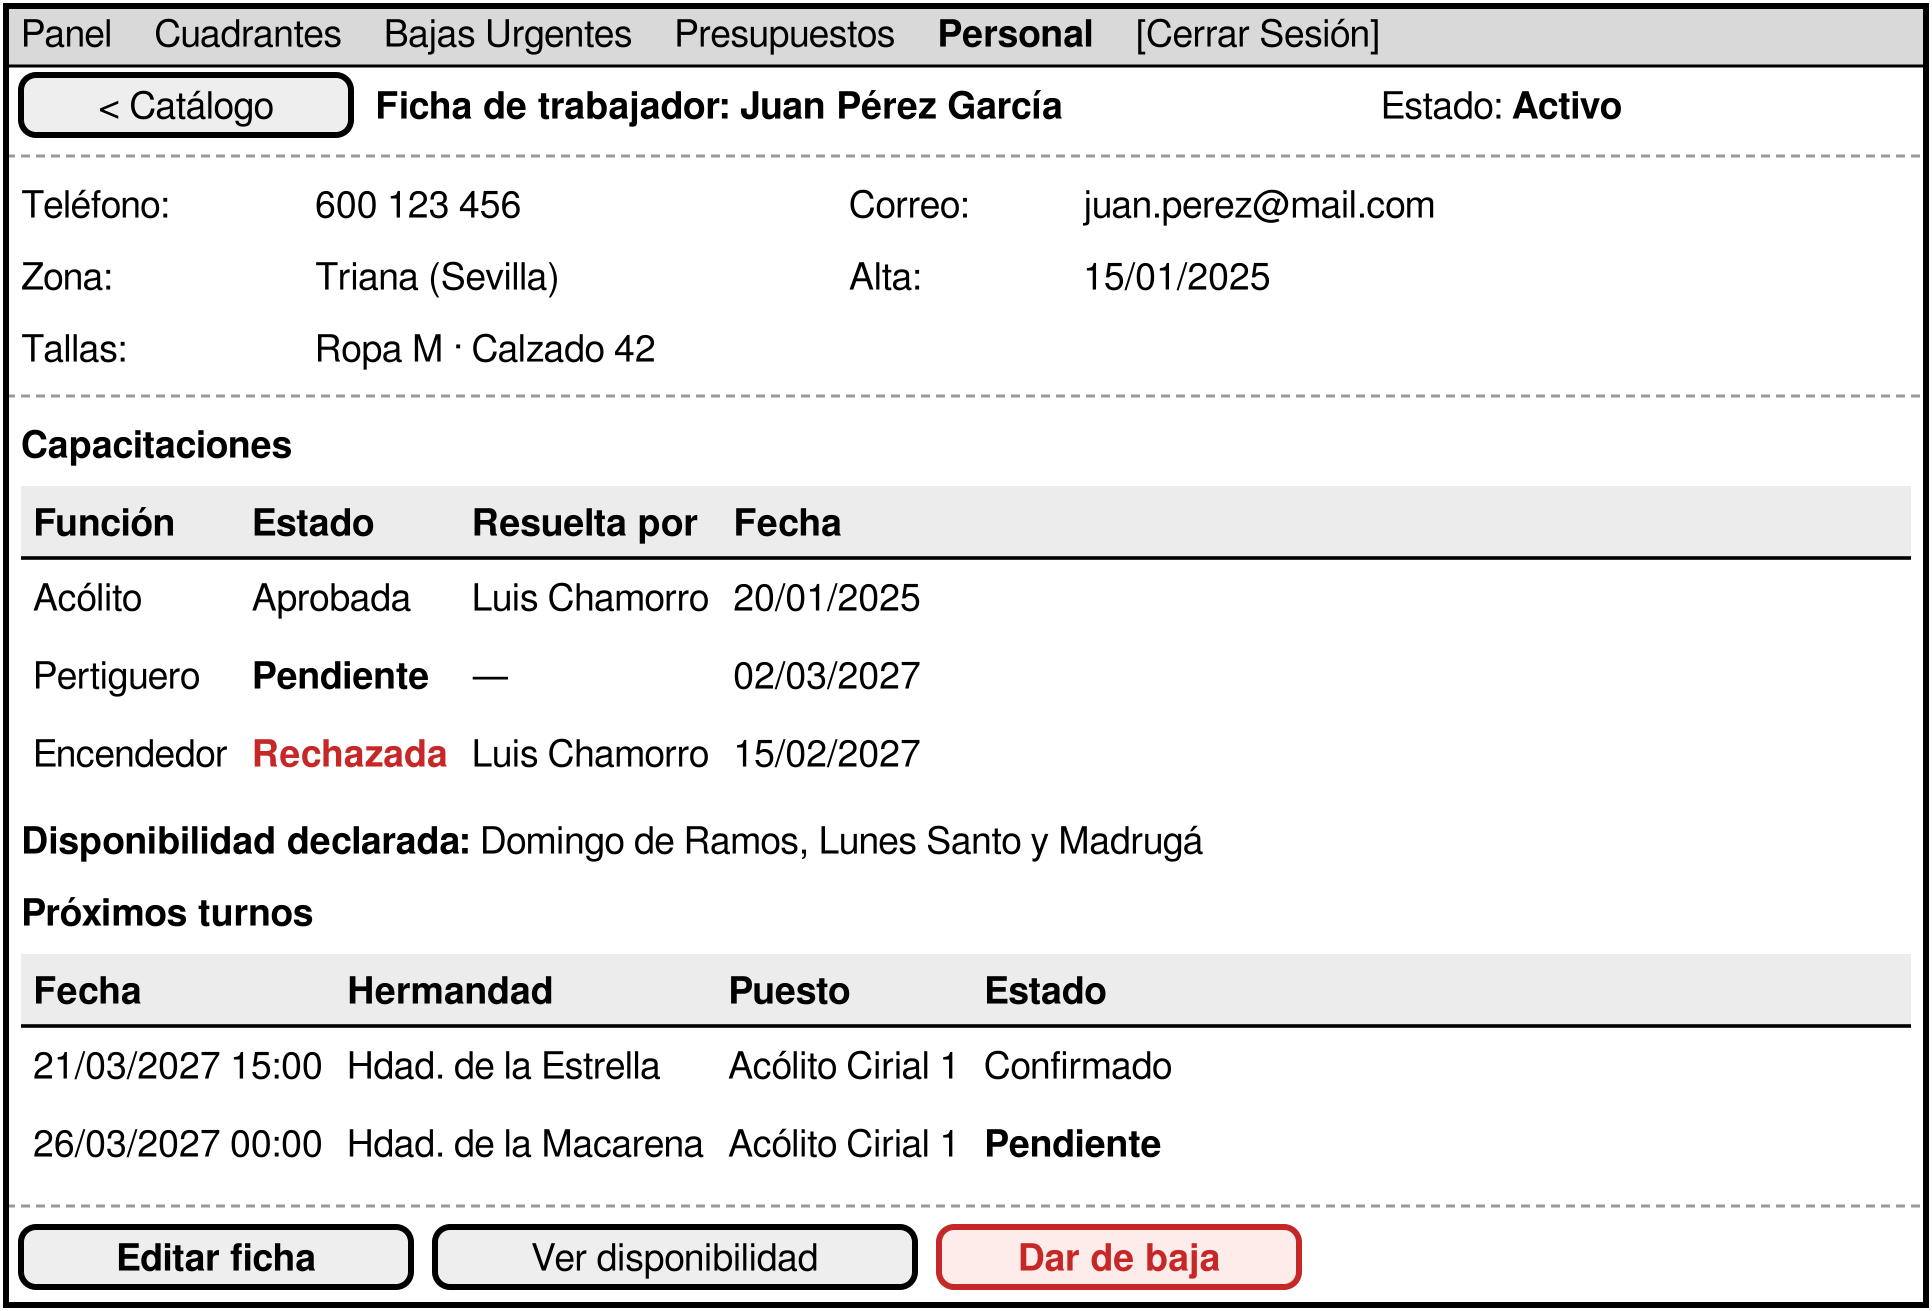 Panel Cuadrantes Bajas Urgentes Presupuestos Personal [Cerrar Sesión]
< Catálogo Ficha de trabajador: Juan Pérez García Estado: Activo
Teléfono: 600 123 456 Correo: juan.perez@mail.com
Zona: Triana (Sevilla) Alta: 15/01/2025
Tallas: Ropa M · Calzado 42
Capacitaciones
Función Estado Resuelta por Fecha
Acólito Aprobada Luis Chamorro 20/01/2025
Pertiguero Pendiente — 02/03/2027
Encendedor Rechazada Luis Chamorro 15/02/2027
Disponibilidad declarada: Domingo de Ramos, Lunes Santo y Madrugá
Próximos turnos
Fecha Hermandad Puesto Estado
21/03/2027 15:00 Hdad. de la Estrella Acólito Cirial 1 Confirmado
26/03/2027 00:00 Hdad. de la Macarena Acólito Cirial 1 Pendiente
Editar ficha Ver disponibilidad Dar de baja